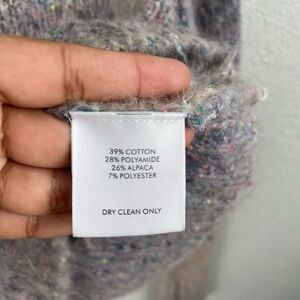 39% COTTON
28% POLYAMIDE
26% ALPACA
7% POLYESTER
DRY CLEAN ONLY